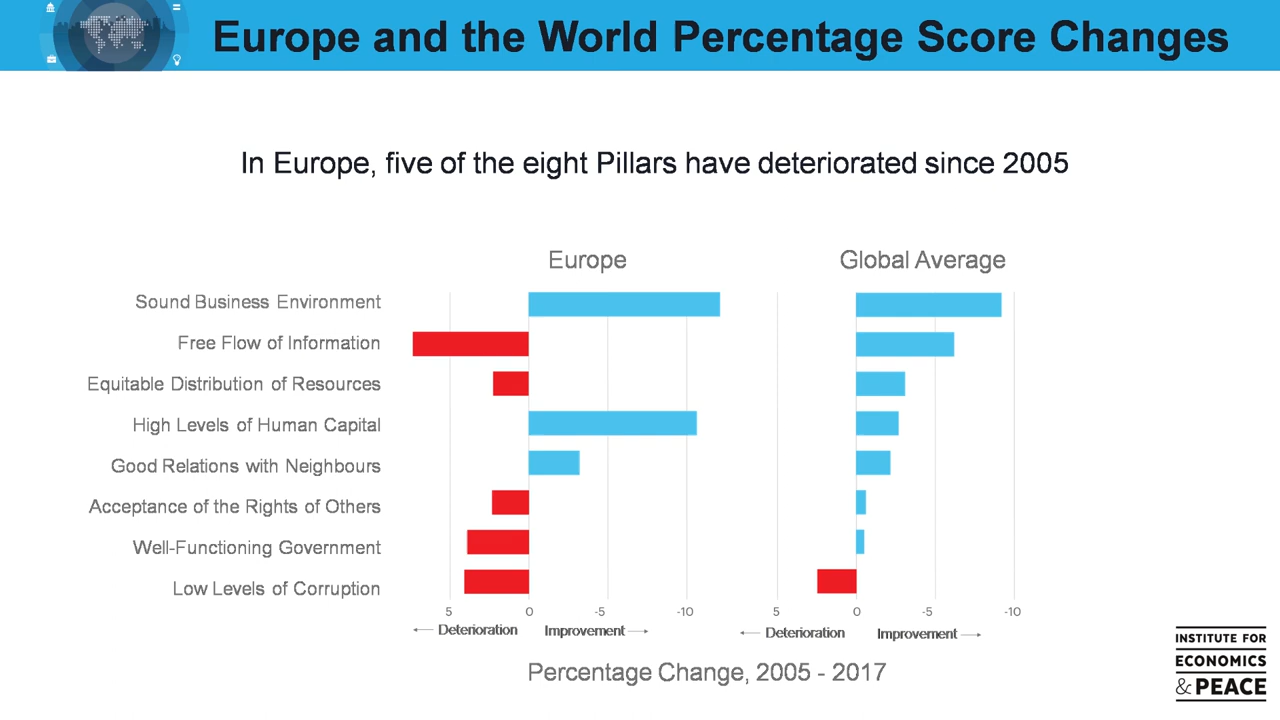 Europe and the World Percentage Score Changes
In Europe, five of the eight Pillars have deteriorated since 2005
Europe
Global Average
Sound Business Environment
Free Flow of Information
Equitable Distribution of Resources
High Levels of Human Capital
Good Relations with Neighbours
Acceptance of the Rights of Others
Well-Functioning Government
Low Levels of Corruption
5 0 -5 -10
5 0 -5 -10
← Deterioration Improvement →
← Deterioration Improvement →
Percentage Change, 2005 - 2017
INSTITUTE FOR
ECONOMICS
& PEACE